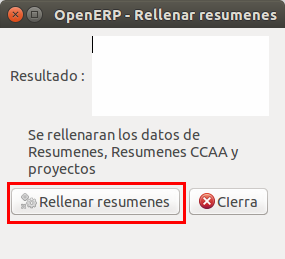 OpenERP - Rellenar resumenes
Resultado :
Se rellenaran los datos de
Resumenes, Resumenes CCAA y
proyectos
Rellenar resumenes
Cierra